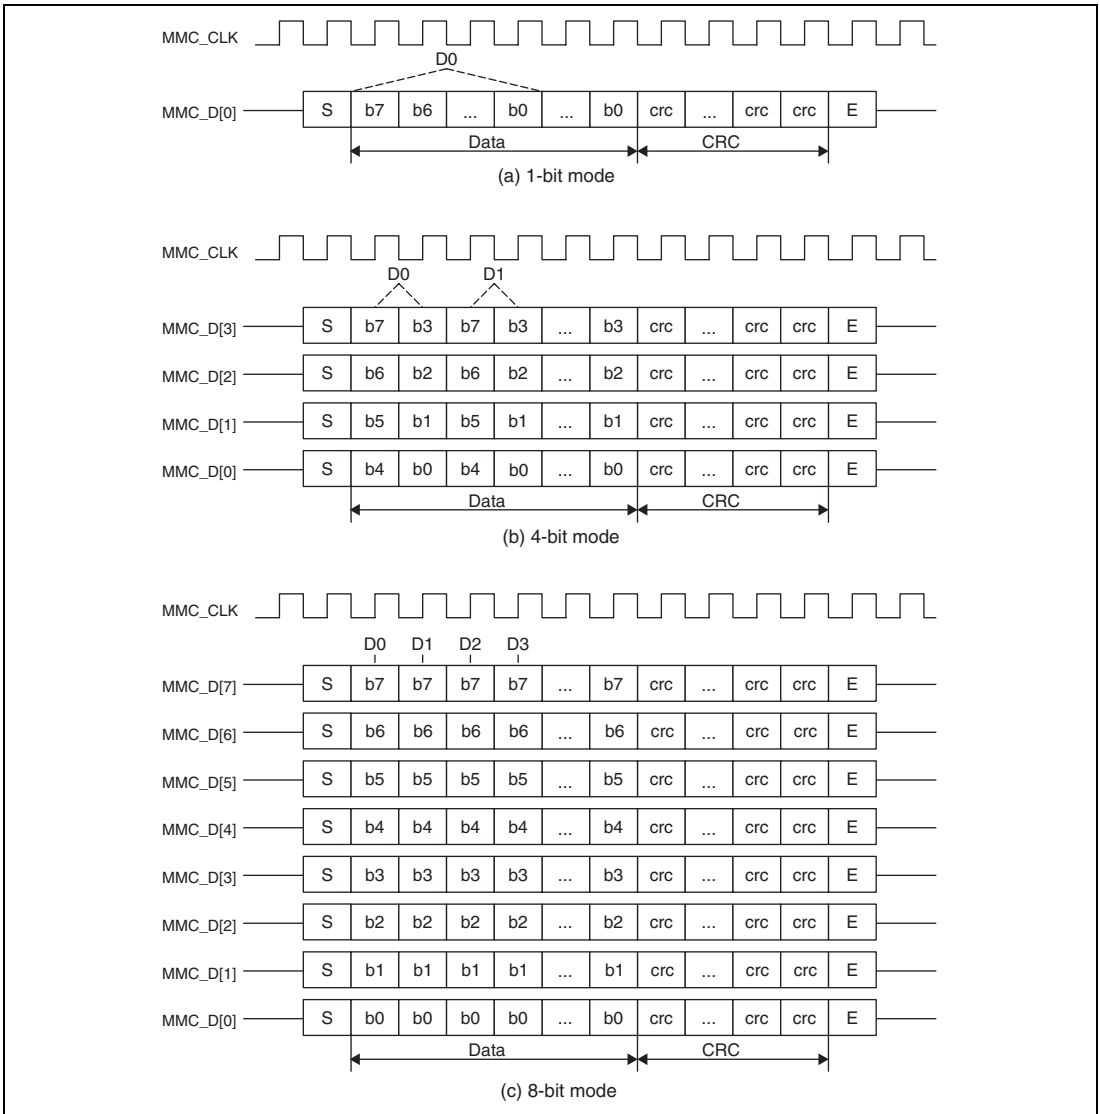 MMC_CLK
D0
MMC_D[0] S b7 b6 ... b0 ... b0 crc ... crc crc E
Data CRC
(a) 1-bit mode
MMC_CLK
D0 D1
MMC_D[3] S b7 b3 b7 b3 ... b3 crc ... crc crc E
MMC_D[2] S b6 b2 b6 b2 ... b2 crc ... crc crc E
MMC_D[1] S b5 b1 b5 b1 ... b1 crc ... crc crc E
MMC_D[0] S b4 b0 b4 b0 ... b0 crc ... crc crc E
Data CRC
(b) 4-bit mode
MMC_CLK
D0 D1 D2 D3
MMC_D[7] S b7 b7 b7 b7 ... b7 crc ... crc crc E
MMC_D[6] S b6 b6 b6 b6 ... b6 crc ... crc crc E
MMC_D[5] S b5 b5 b5 b5 ... b5 crc ... crc crc E
MMC_D[4] S b4 b4 b4 b4 ... b4 crc ... crc crc E
MMC_D[3] S b3 b3 b3 b3 ... b3 crc ... crc crc E
MMC_D[2] S b2 b2 b2 b2 ... b2 crc ... crc crc E
MMC_D[1] S b1 b1 b1 b1 ... b1 crc ... crc crc E
MMC_D[0] S b0 b0 b0 b0 ... b0 crc ... crc crc E
Data CRC
(c) 8-bit mode